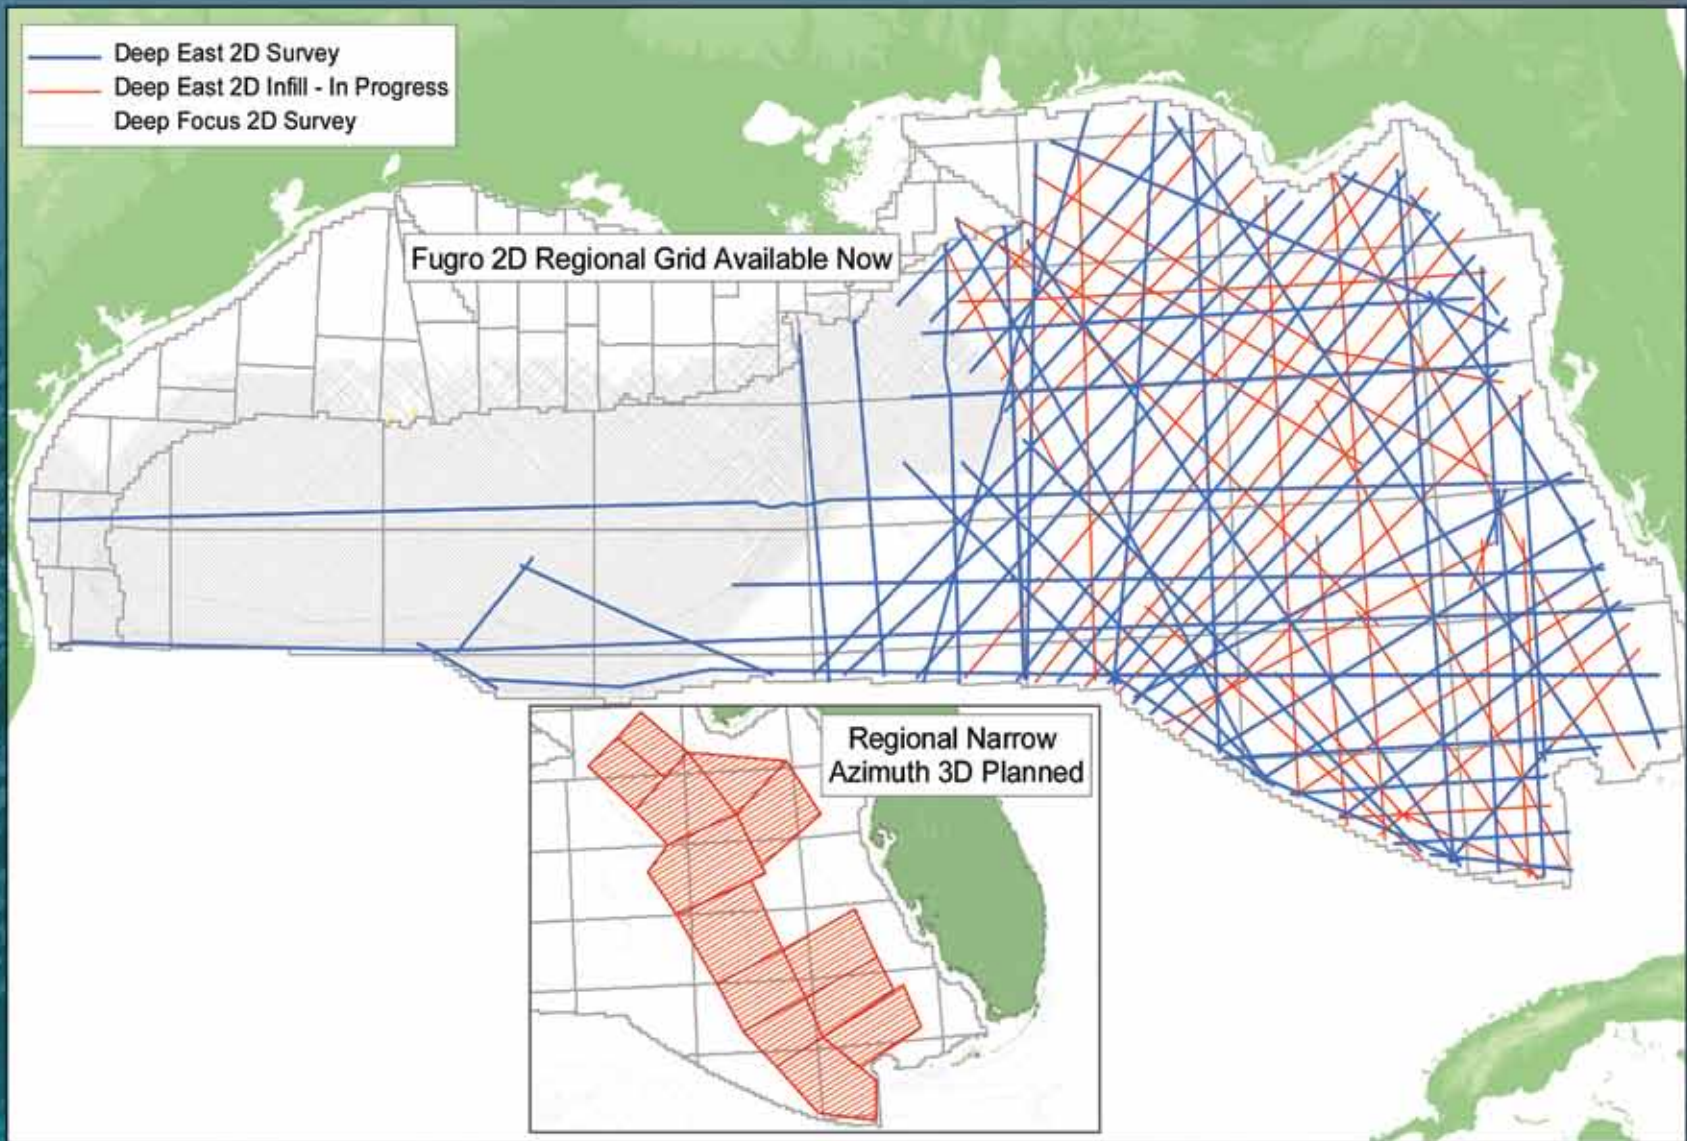 Deep East 2D Survey
Deep East 2D Infill - In Progress
Deep Focus 2D Survey
Fugro 2D Regional Grid Available Now
Regional Narrow
Azimuth 3D Planned